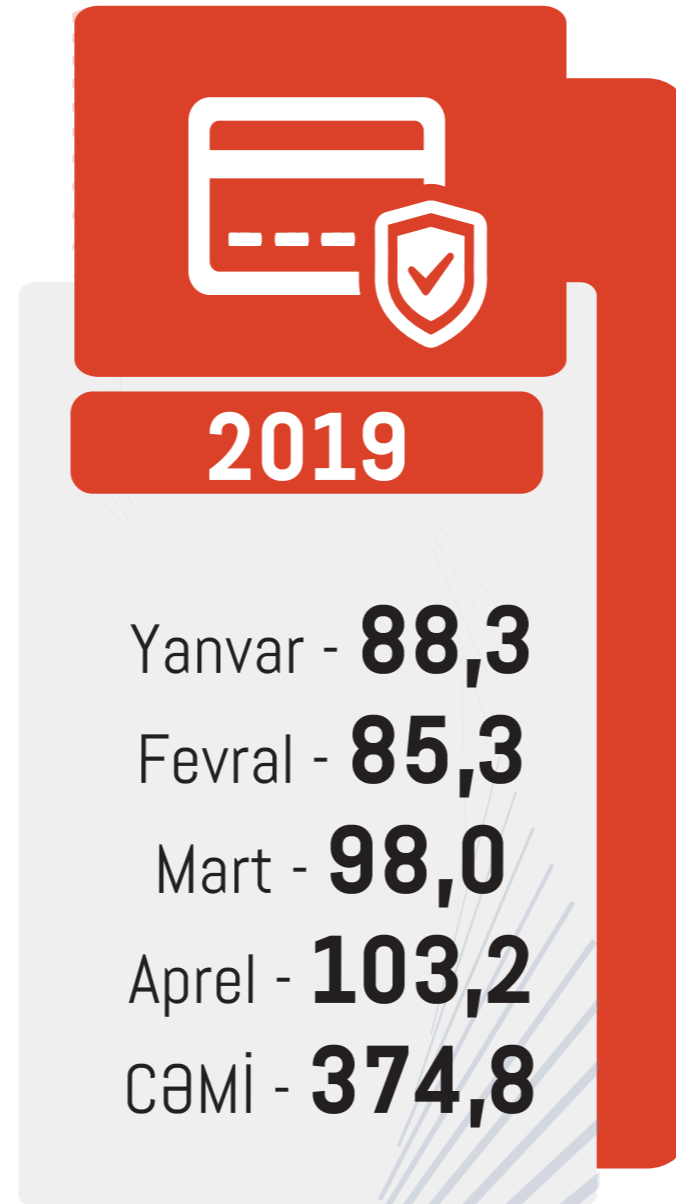 2019
Yanvar - 88,3
Fevral - 85,3
Mart - 98,0
Aprel - 103,2
CƏMİ - 374,8